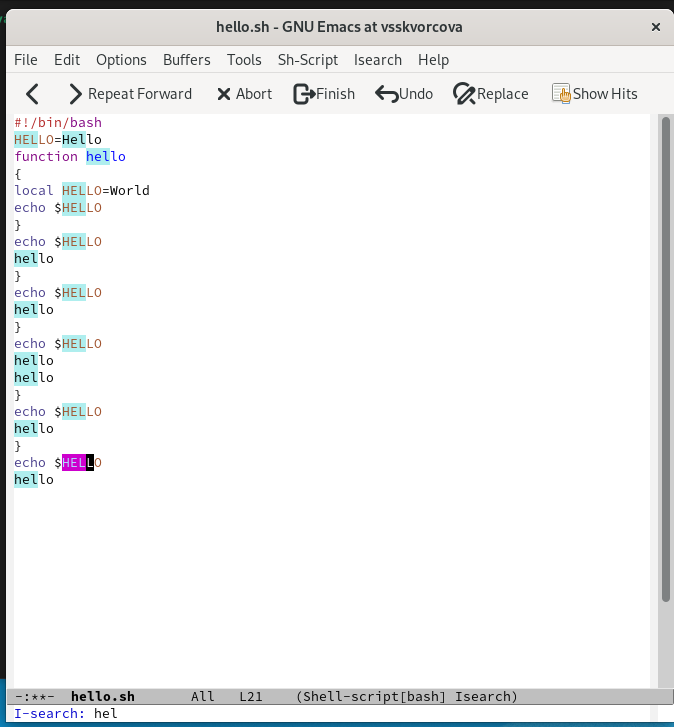 hello.sh - GNU Emacs at vsskvorcova ×
File Edit Options Buffers Tools Sh-Script Isearch Help
Repeat Forward Abort Finish Undo Replace Show Hits
#!/bin/bash
HELLO=Hello
function hello
{
local HELLO=World
echo $HELLO
}
echo $HELLO
hello
}
echo $HELLO
hello
}
echo $HELLO
hello
hello
}
echo $HELLO
hello
}
echo $HELLO
hello
-:**- hello.sh All L21 (Shell-script[bash] Isearch)
I-search: hel